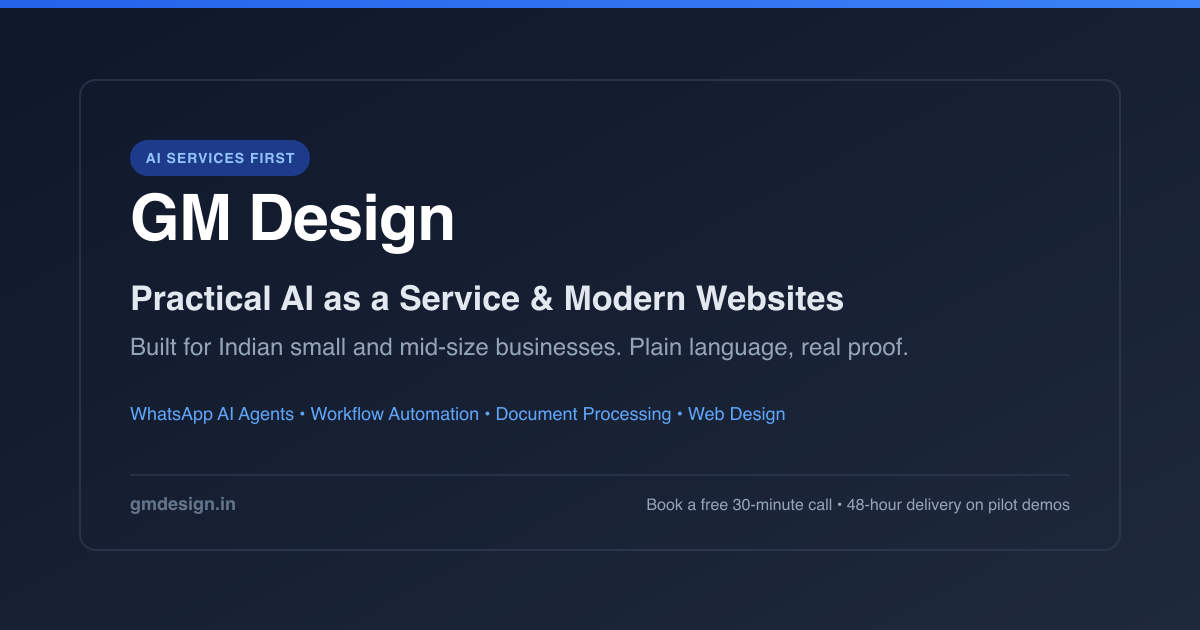 AI SERVICES FIRST
GM Design
Practical AI as a Service & Modern Websites
Built for Indian small and mid-size businesses. Plain language, real proof.
WhatsApp AI Agents • Workflow Automation • Document Processing • Web Design
gmdesign.in
Book a free 30-minute call • 48-hour delivery on pilot demos